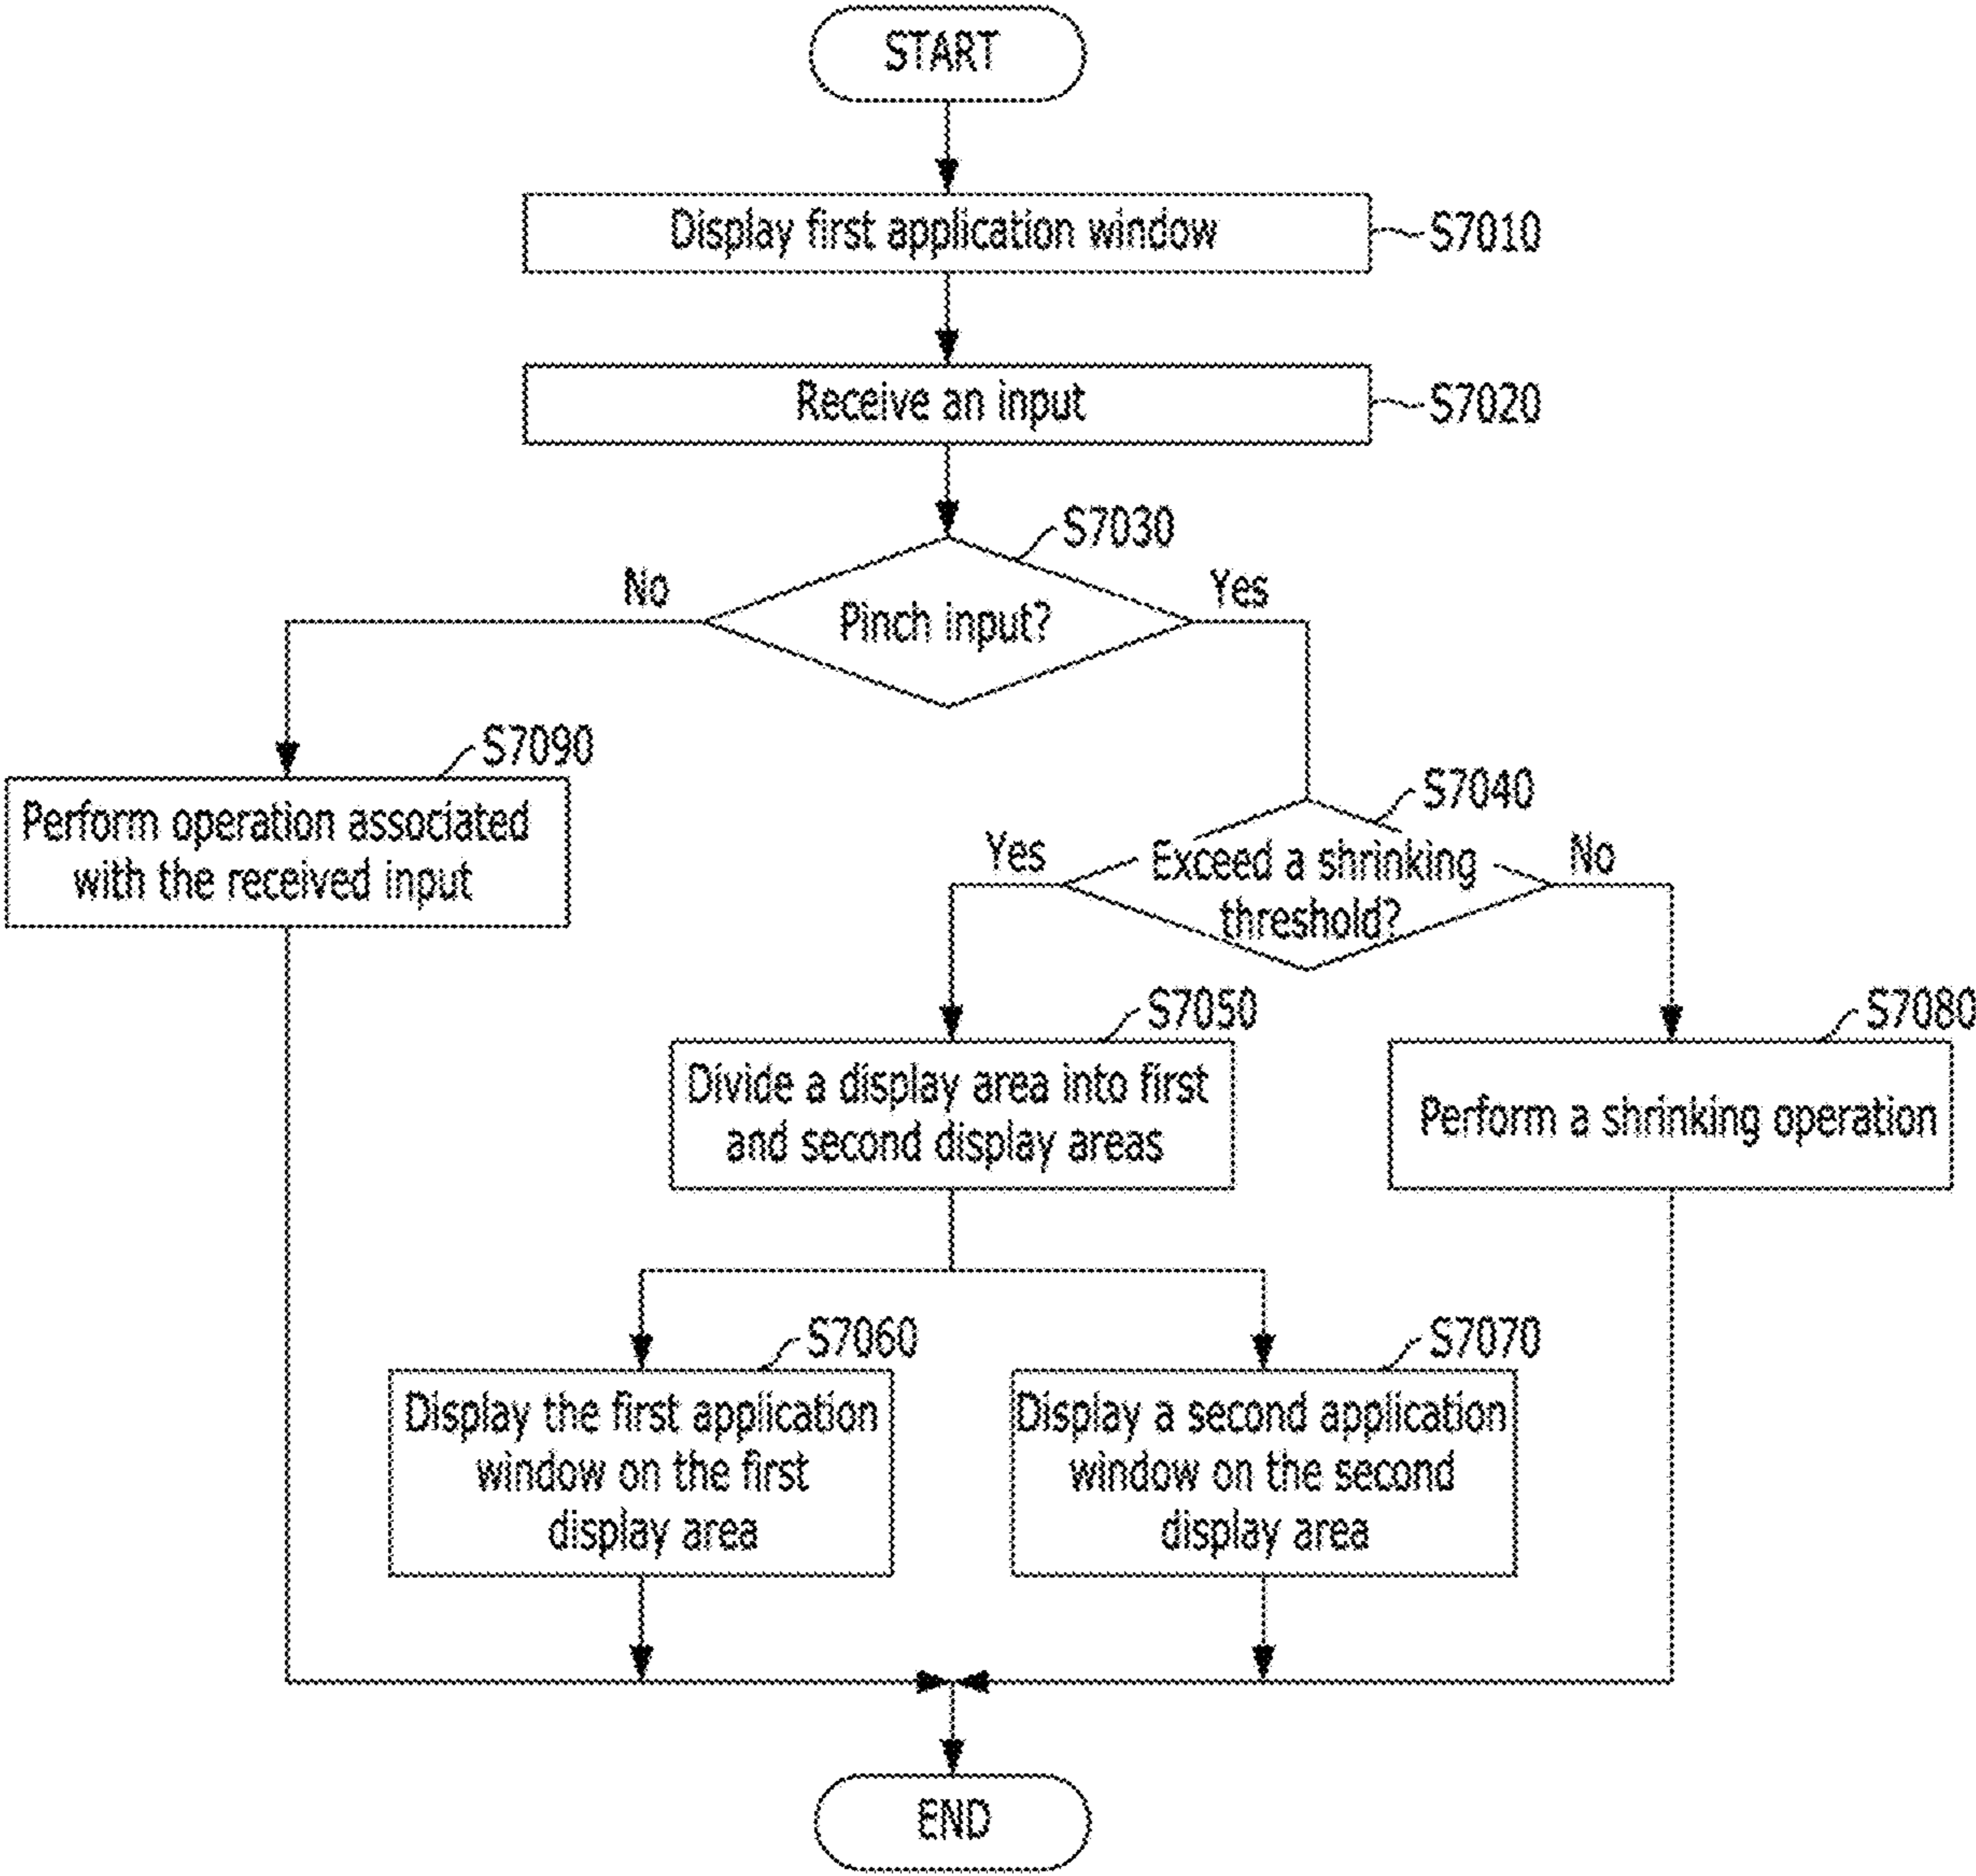 START
Display first application window
S7010
Receive an input
S7020
S7030
No
Yes
Pinch input?
S7090
Perform operation associated
with the received input
S7040
Yes
No
Exceed a shrinking
threshold?
S7050
Divide a display area into first
and second display areas
S7080
Perform a shrinking operation
S7060
Display the first application
window on the first
display area
S7070
Display a second application
window on the second
display area
END